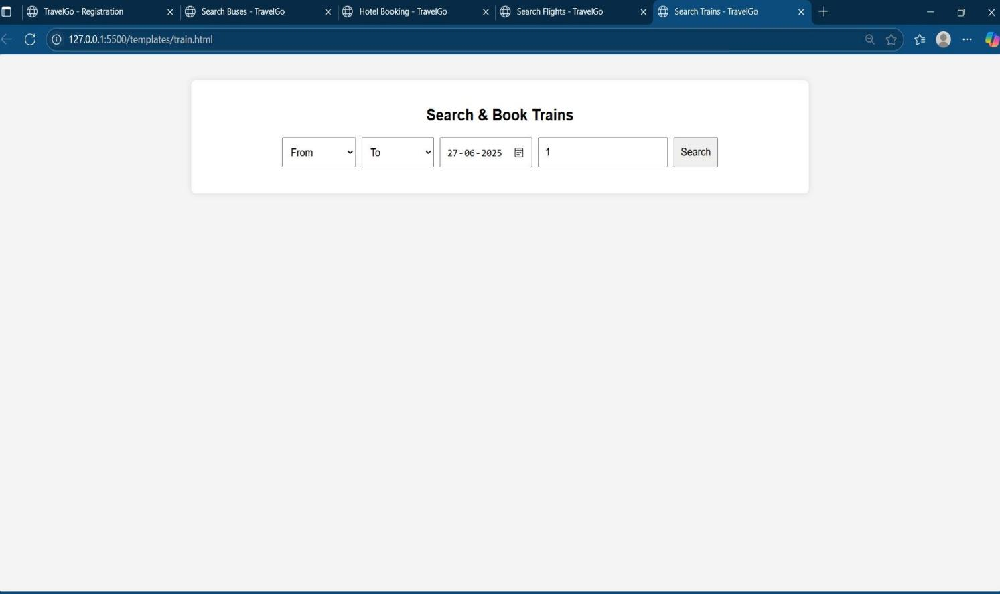 TravelGo - Registration
Search Buses - TravelGo
Hotel Booking - TravelGo
Search Flights - TravelGo
Search Trains - TravelGo
127.0.0.1:5500/templates/train.html
Search & Book Trains
From To 27-06-2025 1 Search